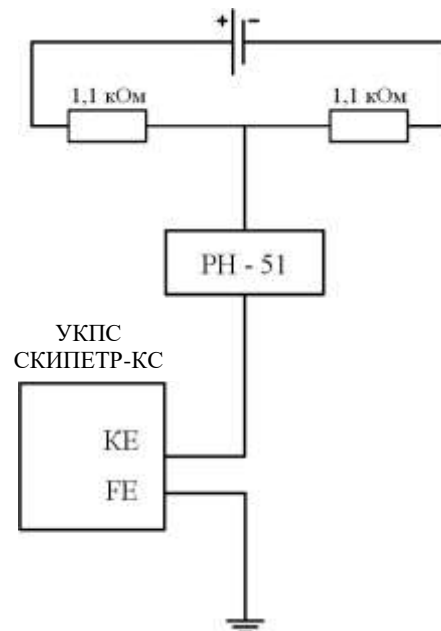 + −
1,1 кОм 1,1 кОм
РН - 51
УКПС
СКИПЕТР-КС
КЕ
FE